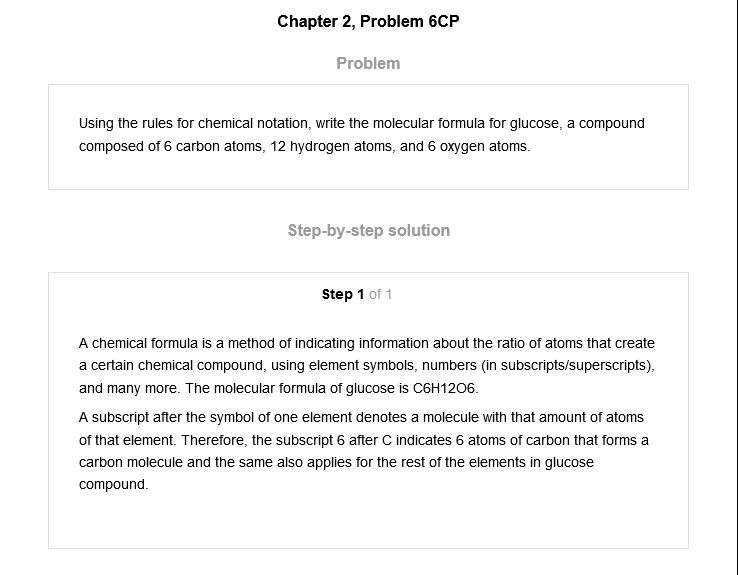 Chapter 2, Problem 6CP
Problem
Using the rules for chemical notation, write the molecular formula for glucose, a compound
composed of 6 carbon atoms, 12 hydrogen atoms, and 6 oxygen atoms.
Step-by-step solution
Step 1 of 1
A chemical formula is a method of indicating information about the ratio of atoms that create
a certain chemical compound, using element symbols, numbers (in subscripts/superscripts),
and many more. The molecular formula of glucose is C6H12O6.
A subscript after the symbol of one element denotes a molecule with that amount of atoms
of that element. Therefore, the subscript 6 after C indicates 6 atoms of carbon that forms a
carbon molecule and the same also applies for the rest of the elements in glucose
compound.